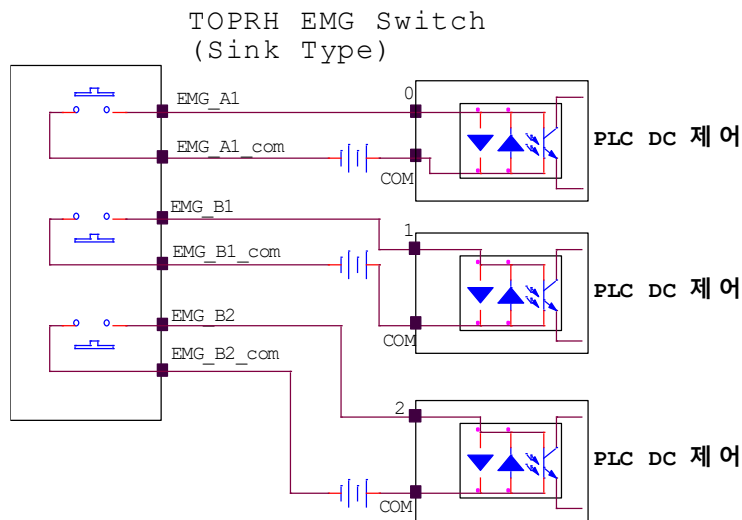 TOPRH EMG Switch
(Sink Type)
EMG_A1
0
EMG_A1_com
COM
PLC DC 제어
EMG_B1
1
EMG_B1_com
COM
PLC DC 제어
EMG_B2
EMG_B2_com
2
COM
PLC DC 제어